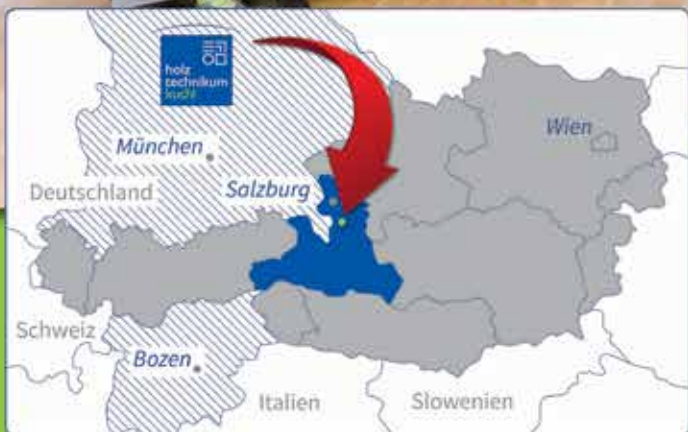 holz
technikum
kuchl
München
Wien
Deutschland
Salzburg
Schweiz
Bozen
Italien
Slowenien